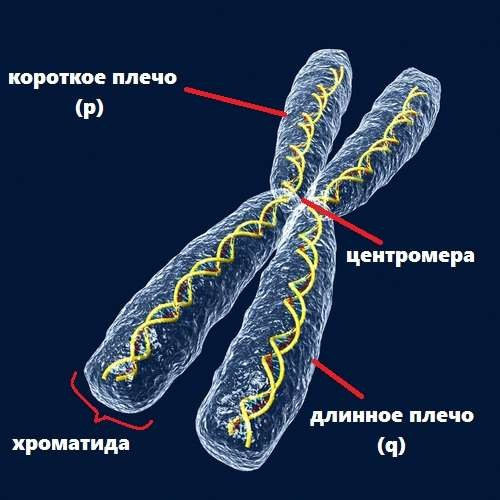 короткое плечо
(p)
центромера
длинное плечо
(q)
хроматида